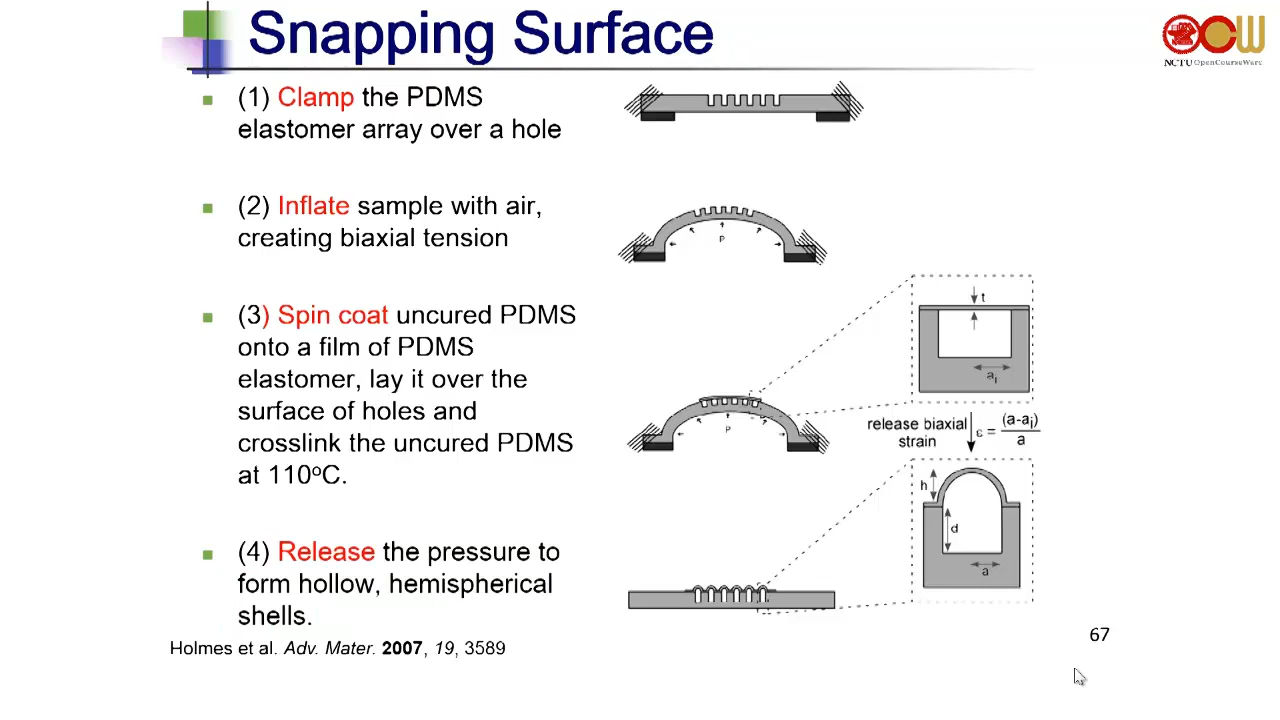 Snapping Surface
NCTU OpenCourseWare
(1) Clamp the PDMS
elastomer array over a hole
(2) Inflate sample with air,
creating biaxial tension
P
(3) Spin coat uncured PDMS
onto a film of PDMS
elastomer, lay it over the
surface of holes and
crosslink the uncured PDMS
at 110°C.
P
t
aᵢ
release biaxial
strain
ε = (a-aᵢ)/a
h
d
a
(4) Release the pressure to
form hollow, hemispherical
shells.
Holmes et al. Adv. Mater. 2007, 19, 3589
67